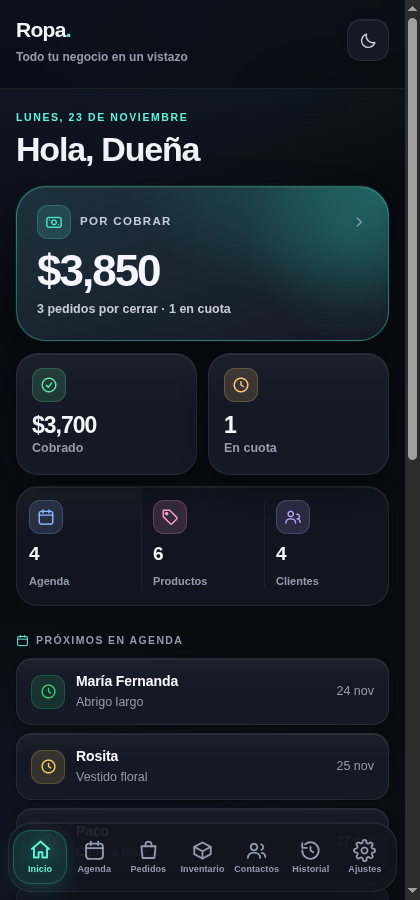 Ropa.
Todo tu negocio en un vistazo
LUNES, 23 DE NOVIEMBRE
Hola, Dueña
POR COBRAR
$3,850
3 pedidos por cerrar · 1 en cuota
$3,700
Cobrado
1
En cuota
4
Agenda
6
Productos
4
Clientes
PRÓXIMOS EN AGENDA
María Fernanda
Abrigo largo
24 nov
Rosita
Vestido floral
25 nov
Paco
Inicio
Agenda
Pedidos
Inventario
Contactos
Historial
Ajustes